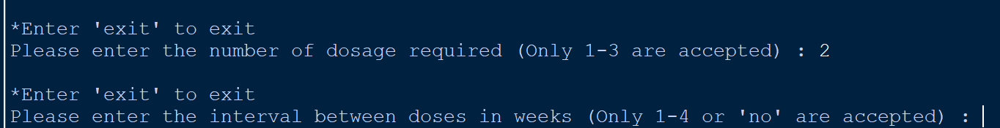 *Enter 'exit' to exit
Please enter the number of dosage required (Only 1-3 are accepted) : 2
*Enter 'exit' to exit
Please enter the interval between doses in weeks (Only 1-4 or 'no' are accepted) :